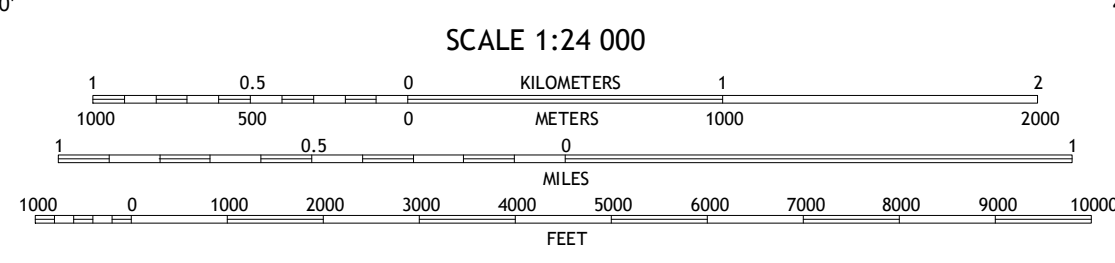 SCALE 1:24 000
1 0.5 0 KILOMETERS 1 2
1000 500 0 METERS 1000 2000
1 0.5 0 1
MILES
1000 0 1000 2000 3000 4000 5000 6000 7000 8000 9000 10000
FEET